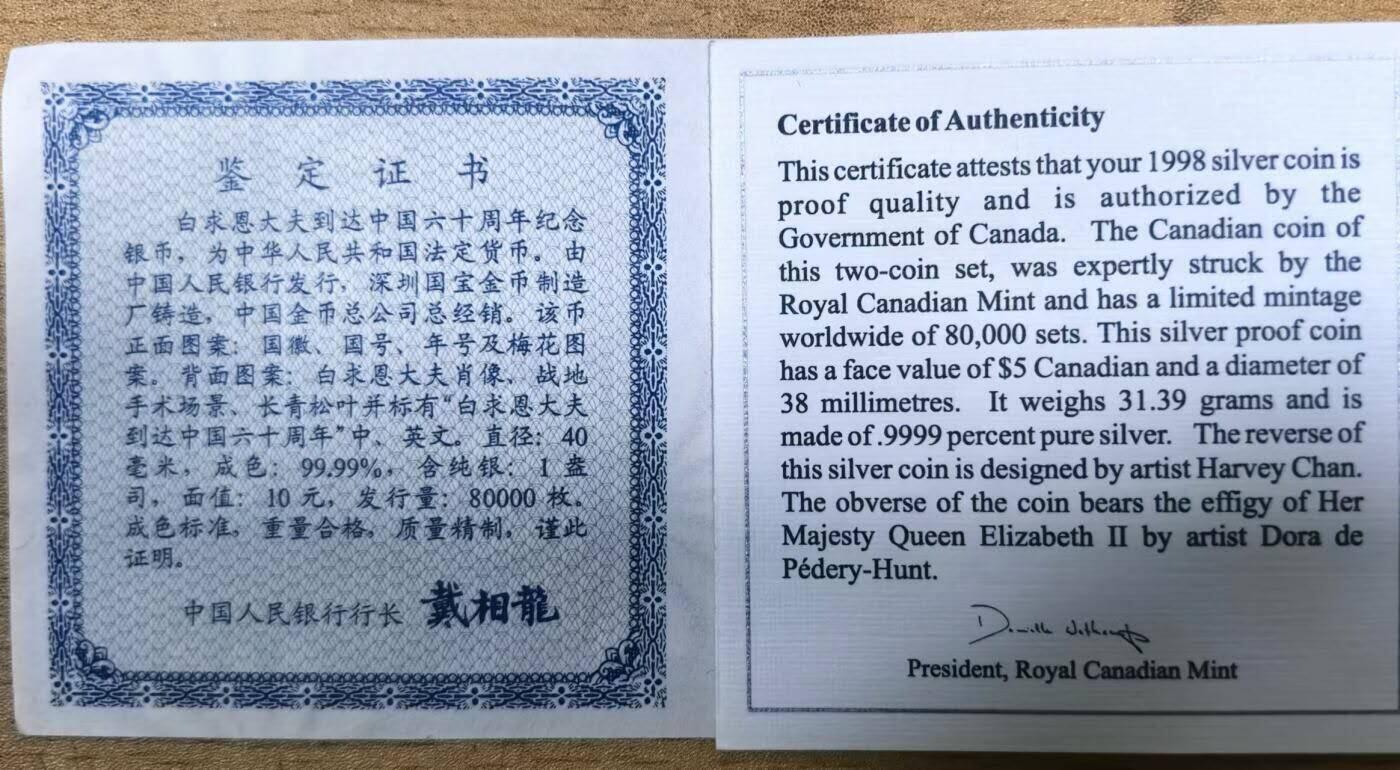 鉴定证书
白求恩大夫到达中国六十周年纪念
银币，为中华人民共和国法定货币。由
中国人民银行发行，深圳国宝金币制造
厂铸造，中国金币总公司总经销。该币
正面图案：国徽、国号、年号及梅花图
案。背面图案：白求恩大夫肖像、战地
手术场景、长青松叶并标有“白求恩大夫
到达中国六十周年”中、英文。直径：40
毫米，成色：99.99%，含纯银：1盎
司，面值：10元，发行量：80000枚。
成色标准，重量合格，质量精制，谨此
证明。
中国人民银行行长 戴相龍
Certificate of Authenticity
This certificate attests that your 1998 silver coin is
proof quality and is authorized by the
Government of Canada. The Canadian coin of
this two-coin set, was expertly struck by the
Royal Canadian Mint and has a limited mintage
worldwide of 80,000 sets. This silver proof coin
has a face value of $5 Canadian and a diameter of
38 millimetres. It weighs 31.39 grams and is
made of .9999 percent pure silver. The reverse of
this silver coin is designed by artist Harvey Chan.
The obverse of the coin bears the effigy of Her
Majesty Queen Elizabeth II by artist Dora de
Pédery-Hunt.
President, Royal Canadian Mint